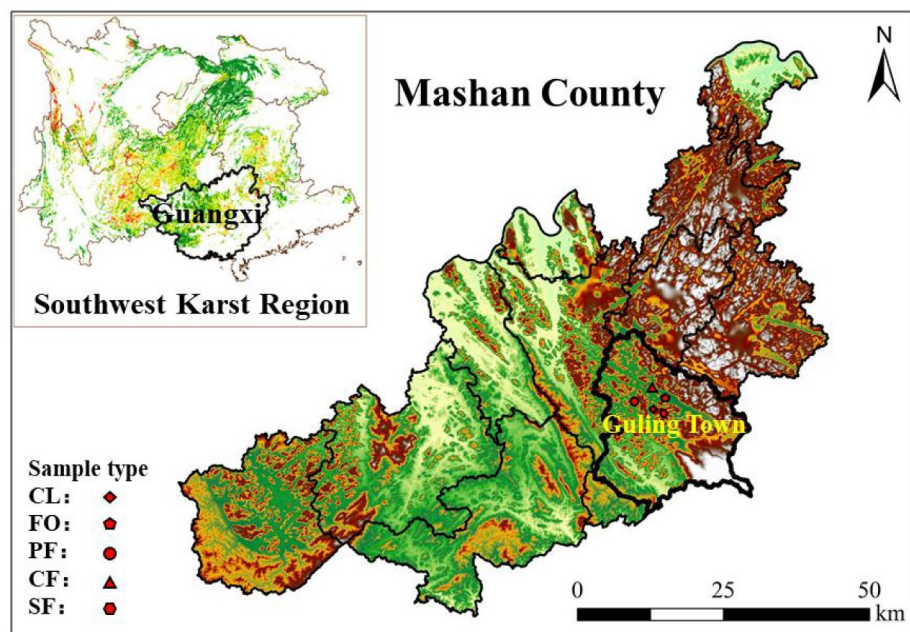 Mashan County
N
Guangxi
Southwest Karst Region
Guling Town
Sample type
CL:
FO:
PF:
CF:
SF:
0 25 50
km